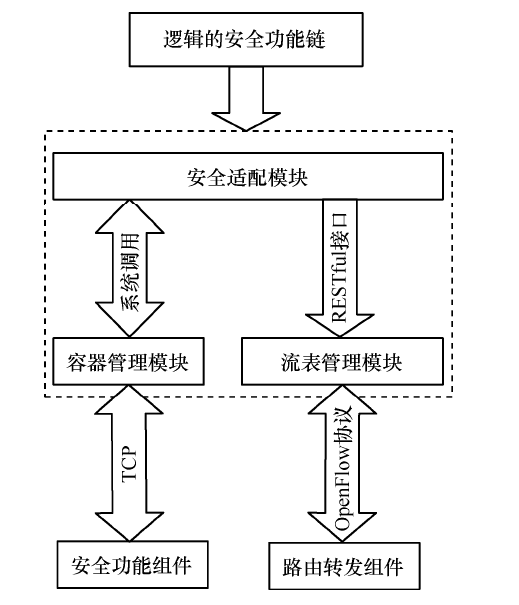 逻辑的安全功能链
安全适配模块
系统调用
RESTful接口
容器管理模块
流表管理模块
TCP
OpenFlow协议
安全功能组件
路由转发组件